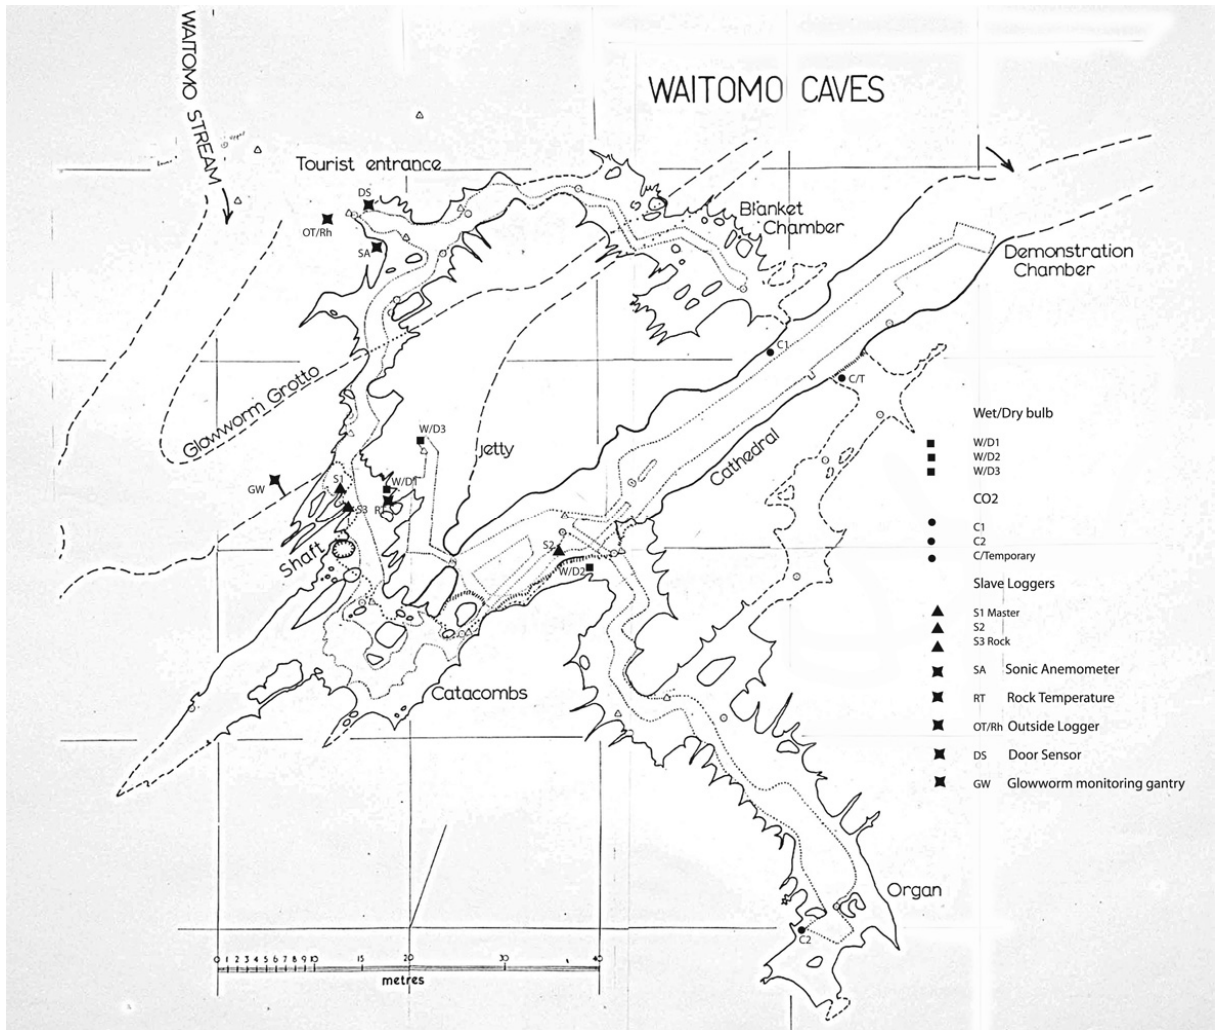 WAITOMO CAVES
WAITOMO STREAM
Tourist entrance
DS
OT/Rh
SA
Blanket
Chamber
Demonstration
Chamber
C1
C/T
Glowworm Grotto
W/D3
Jetty
Cathedral
GW
S1
W/D1
S3
RT
Shaft
S2
W/D2
Catacombs
Organ
C2
Wet/Dry bulb
W/D1
W/D2
W/D3
CO2
C1
C2
C/Temporary
Slave Loggers
S1 Master
S2
S3 Rock
SA Sonic Anemometer
RT Rock Temperature
OT/Rh Outside Logger
DS Door Sensor
GW Glowworm monitoring gantry
0 1 2 3 4 5 6 7 8 9 10 15 20 30 40
metres